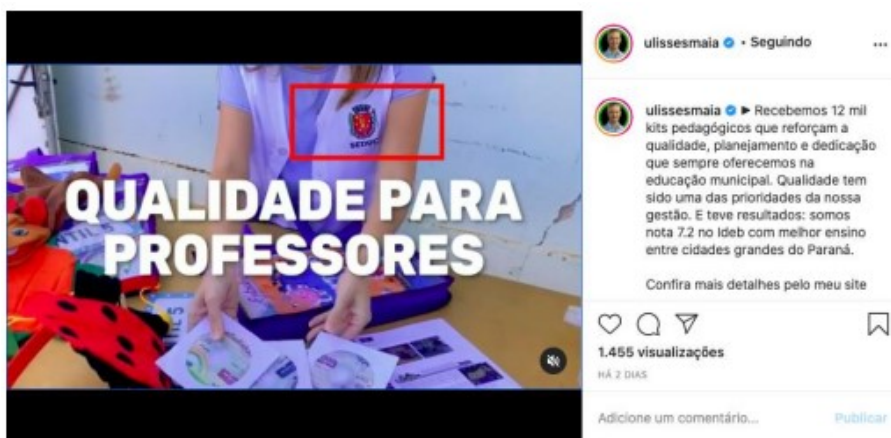 ulissesmaia • Seguindo
...
ulissesmaia ► Recebemos 12 mil
kits pedagógicos que reforçam a
qualidade, planejamento e dedicação
que sempre oferecemos na
educação municipal. Qualidade tem
sido uma das prioridades da nossa
gestão. E teve resultados: somos
nota 7.2 no Ideb com melhor ensino
entre cidades grandes do Paraná.
Confira mais detalhes pelo meu site
SEDUC
QUALIDADE PARA
PROFESSORES
1.455 visualizações
HÁ 2 DIAS
Adicione um comentário... Publicar